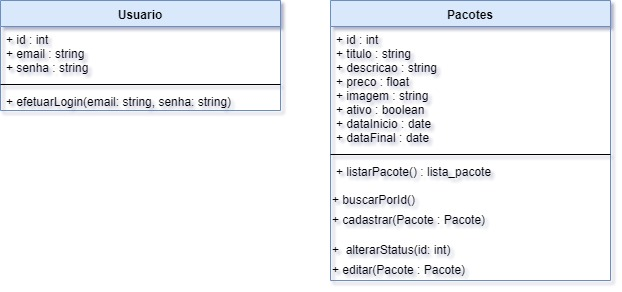 Usuario
+ id : int
+ email : string
+ senha : string
+ efetuarLogin(email: string, senha: string)
Pacotes
+ id : int
+ titulo : string
+ descricao : string
+ preco : float
+ imagem : string
+ ativo : boolean
+ dataInicio : date
+ dataFinal : date
+ listarPacote() : lista_pacote
+ buscarPorId()
+ cadastrar(Pacote : Pacote)
+ alterarStatus(id: int)
+ editar(Pacote : Pacote)